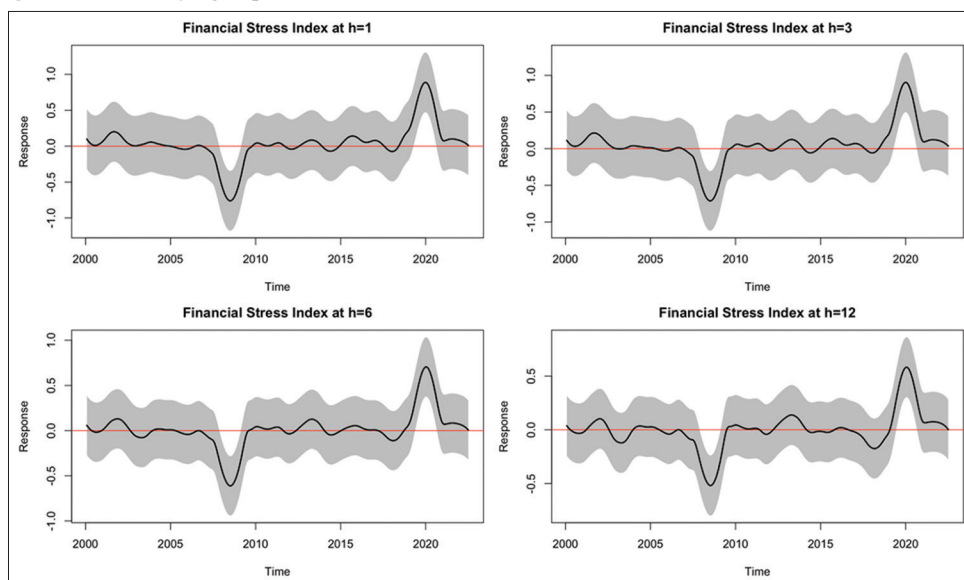 Financial Stress Index at h=1
Response
1.0
0.5
0.0
-0.5
-1.0
2000 2005 2010 2015 2020
Time
Financial Stress Index at h=3
Response
1.0
0.5
0.0
-0.5
-1.0
2000 2005 2010 2015 2020
Time
Financial Stress Index at h=6
Response
1.0
0.5
0.0
-0.5
-1.0
2000 2005 2010 2015 2020
Time
Financial Stress Index at h=12
Response
0.5
0.0
-0.5
2000 2005 2010 2015 2020
Time